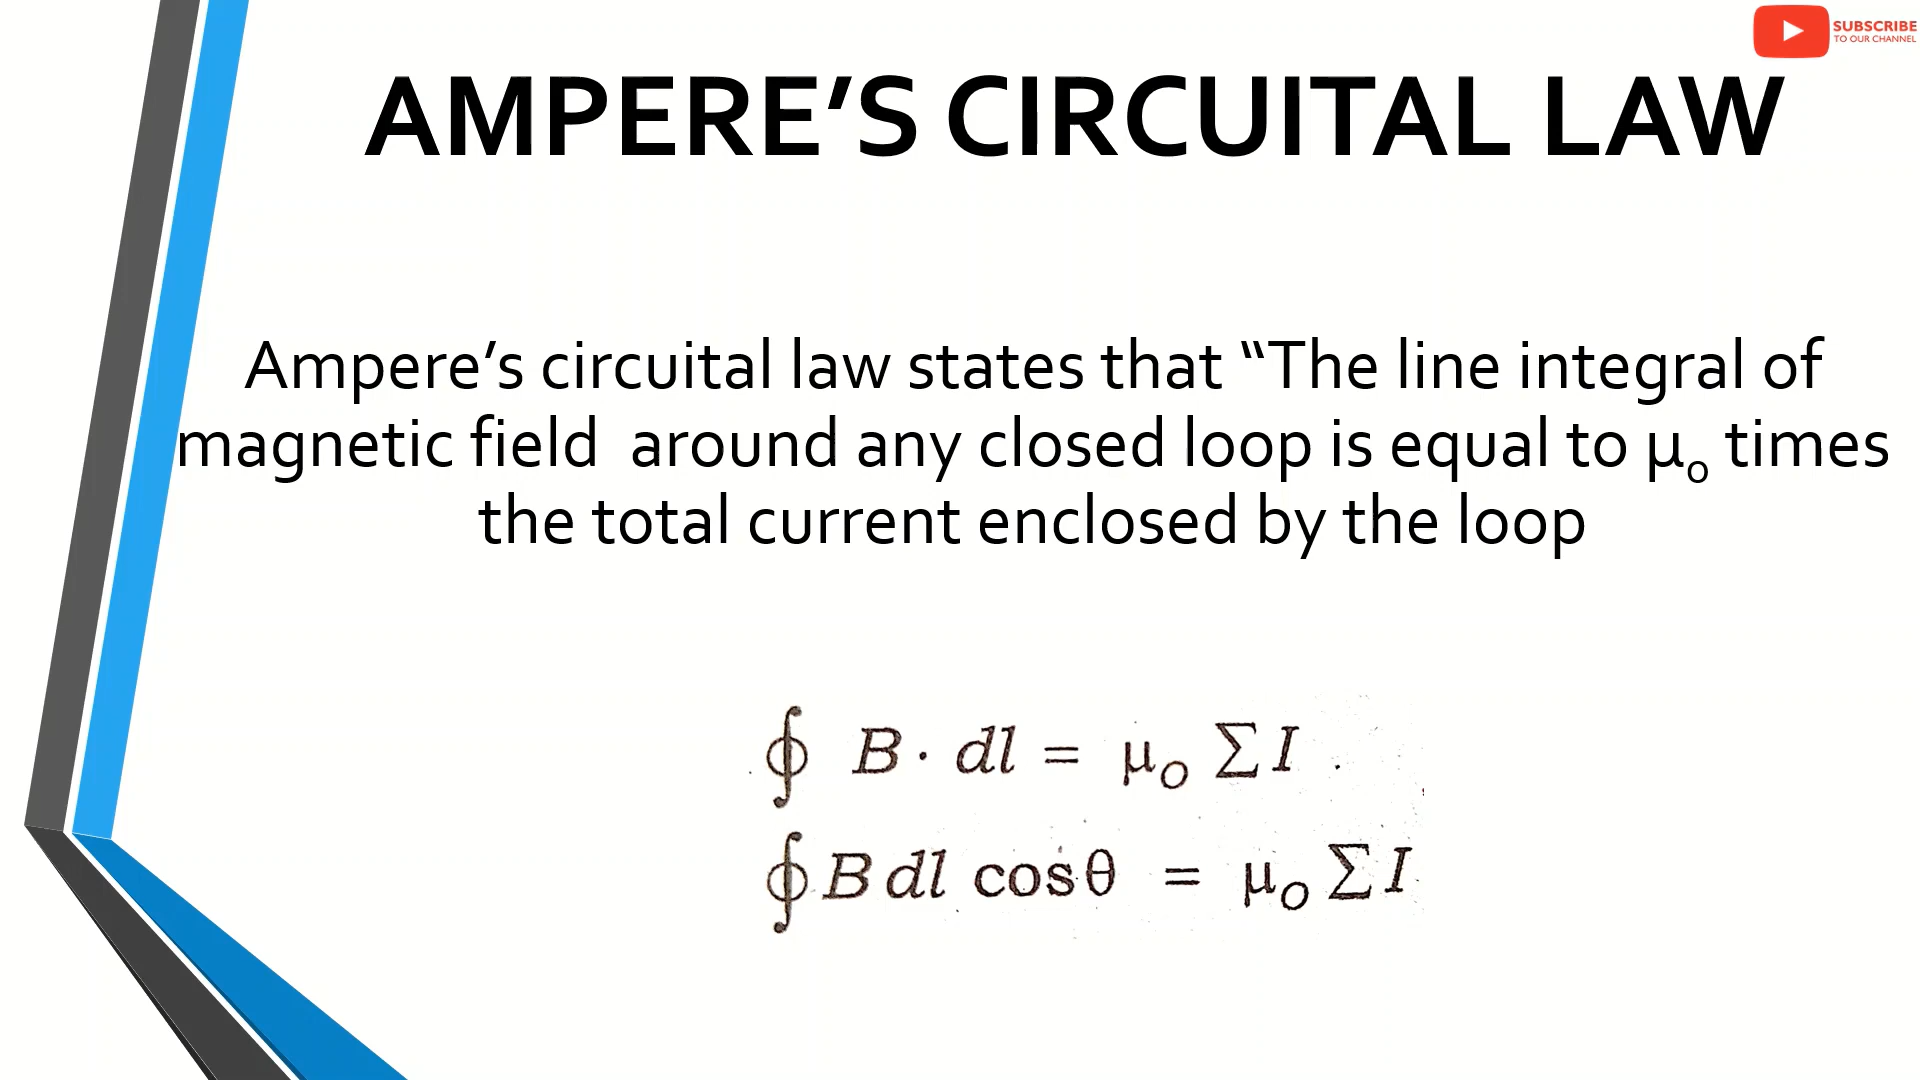 SUBSCRIBE
TO OUR CHANNEL
AMPERE’S CIRCUITAL LAW
Ampere’s circuital law states that “The line integral of
magnetic field around any closed loop is equal to μₒ times
the total current enclosed by the loop
∮ B · dl = μₒ ΣI
∮ B dl cosθ = μₒ ΣI